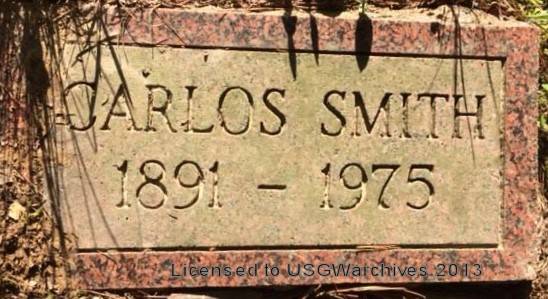 CARLOS SMITH
1891 - 1975
Licensed to USGWarchives 2013